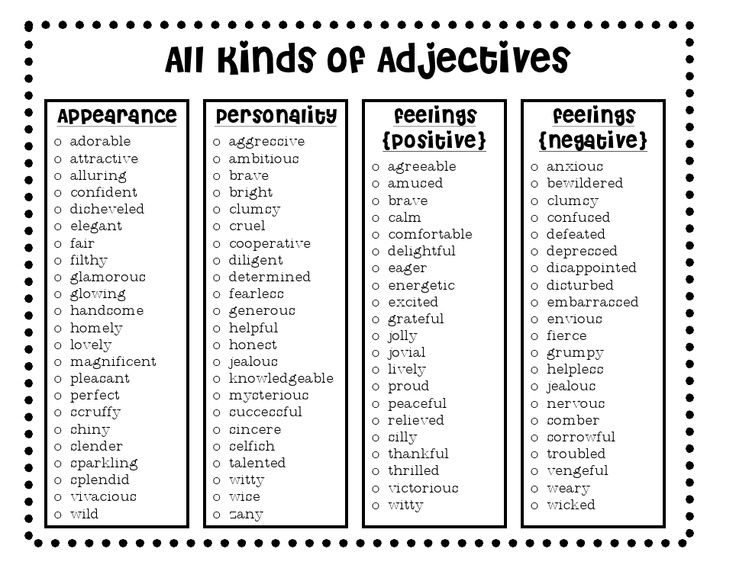 All Kinds of Adjectives
Appearance
adorable
attractive
alluring
confident
disheveled
elegant
fair
filthy
glamorous
glowing
handsome
homely
lovely
magnificent
pleasant
perfect
scruffy
shiny
slender
sparkling
splendid
vivacious
wild
personality
aggressive
ambitious
brave
bright
clumsy
cruel
cooperative
diligent
determined
fearless
generous
helpful
honest
jealous
knowledgeable
mysterious
successful
sincere
selfish
talented
witty
wise
zany
feelings
{positive}
agreeable
amused
brave
calm
comfortable
delightful
eager
energetic
excited
grateful
jolly
jovial
lively
proud
peaceful
relieved
silly
thankful
thrilled
victorious
witty
feelings
{negative}
anxious
bewildered
clumsy
confused
defeated
depressed
disappointed
disturbed
embarrassed
envious
fierce
grumpy
helpless
jealous
nervous
somber
sorrowful
troubled
vengeful
weary
wicked